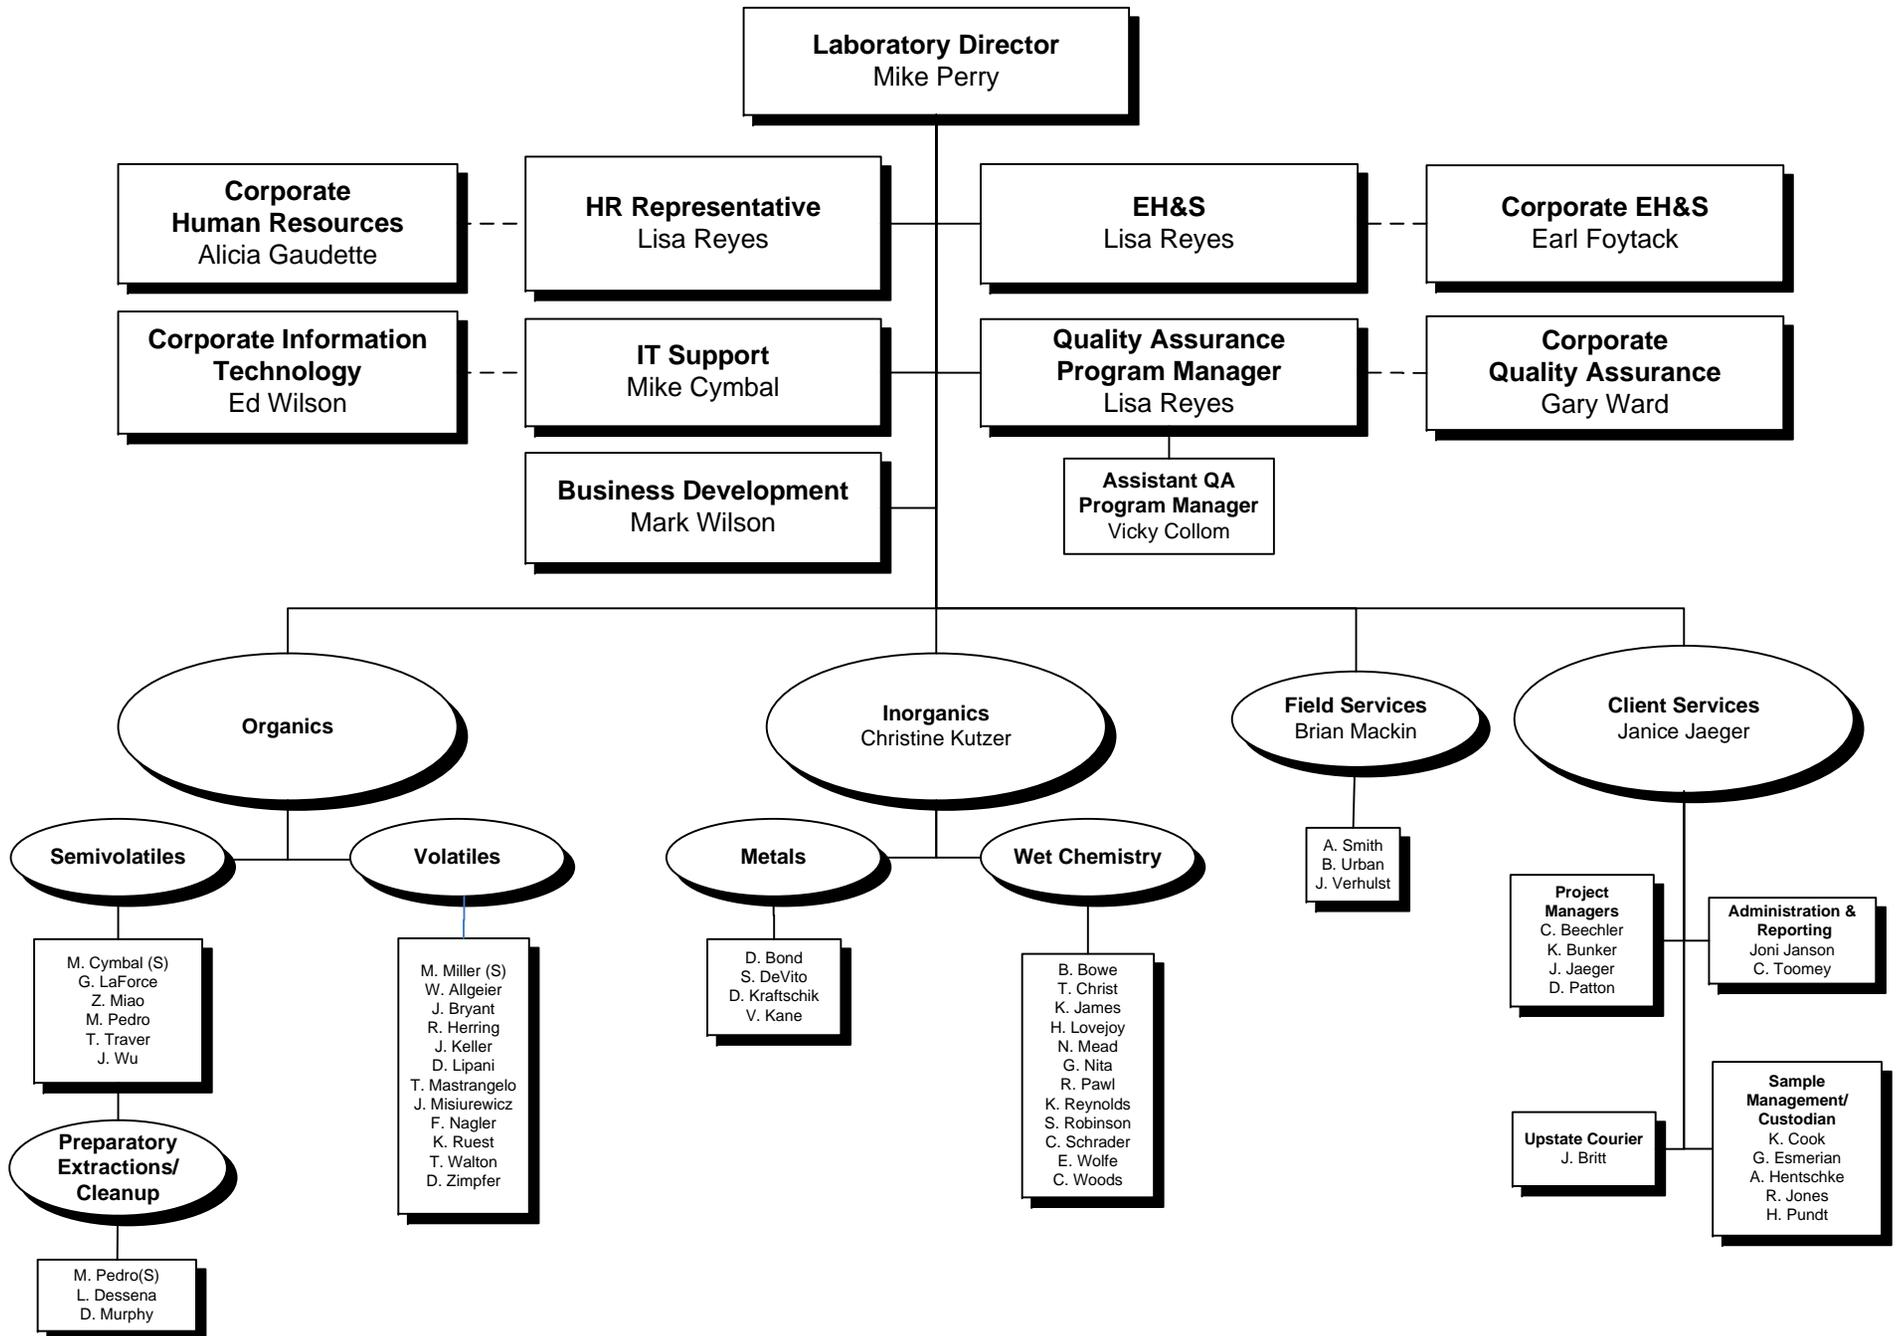 Laboratory Director
Mike Perry
Corporate
Human Resources
Alicia Gaudette
HR Representative
Lisa Reyes
EH&S
Lisa Reyes
Corporate EH&S
Earl Foytack
Corporate Information
Technology
Ed Wilson
IT Support
Mike Cymbal
Quality Assurance
Program Manager
Lisa Reyes
Corporate
Quality Assurance
Gary Ward
Business Development
Mark Wilson
Assistant QA
Program Manager
Vicky Collom
Organics
Inorganics
Christine Kutzer
Field Services
Brian Mackin
Client Services
Janice Jaeger
Semivolatiles
Volatiles
Metals
Wet Chemistry
M. Cymbal (S)
G. LaForce
Z. Miao
M. Pedro
T. Traver
J. Wu
Preparatory
Extractions/
Cleanup
M. Pedro(S)
L. Dessena
D. Murphy
M. Miller (S)
W. Allgeier
J. Bryant
R. Herring
J. Keller
D. Lipani
T. Mastrangelo
J. Misiurewicz
F. Nagler
K. Ruest
T. Walton
D. Zimpfer
D. Bond
S. DeVito
D. Kraftschik
V. Kane
B. Bowe
T. Christ
K. James
H. Lovejoy
N. Mead
G. Nita
R. Pawl
K. Reynolds
S. Robinson
C. Schrader
E. Wolfe
C. Woods
A. Smith
B. Urban
J. Verhulst
Project
Managers
C. Beechler
K. Bunker
J. Jaeger
D. Patton
Administration &
Reporting
Joni Janson
C. Toomey
Upstate Courier
J. Britt
Sample
Management/
Custodian
K. Cook
G. Esmerian
A. Hentschke
R. Jones
H. Pundt